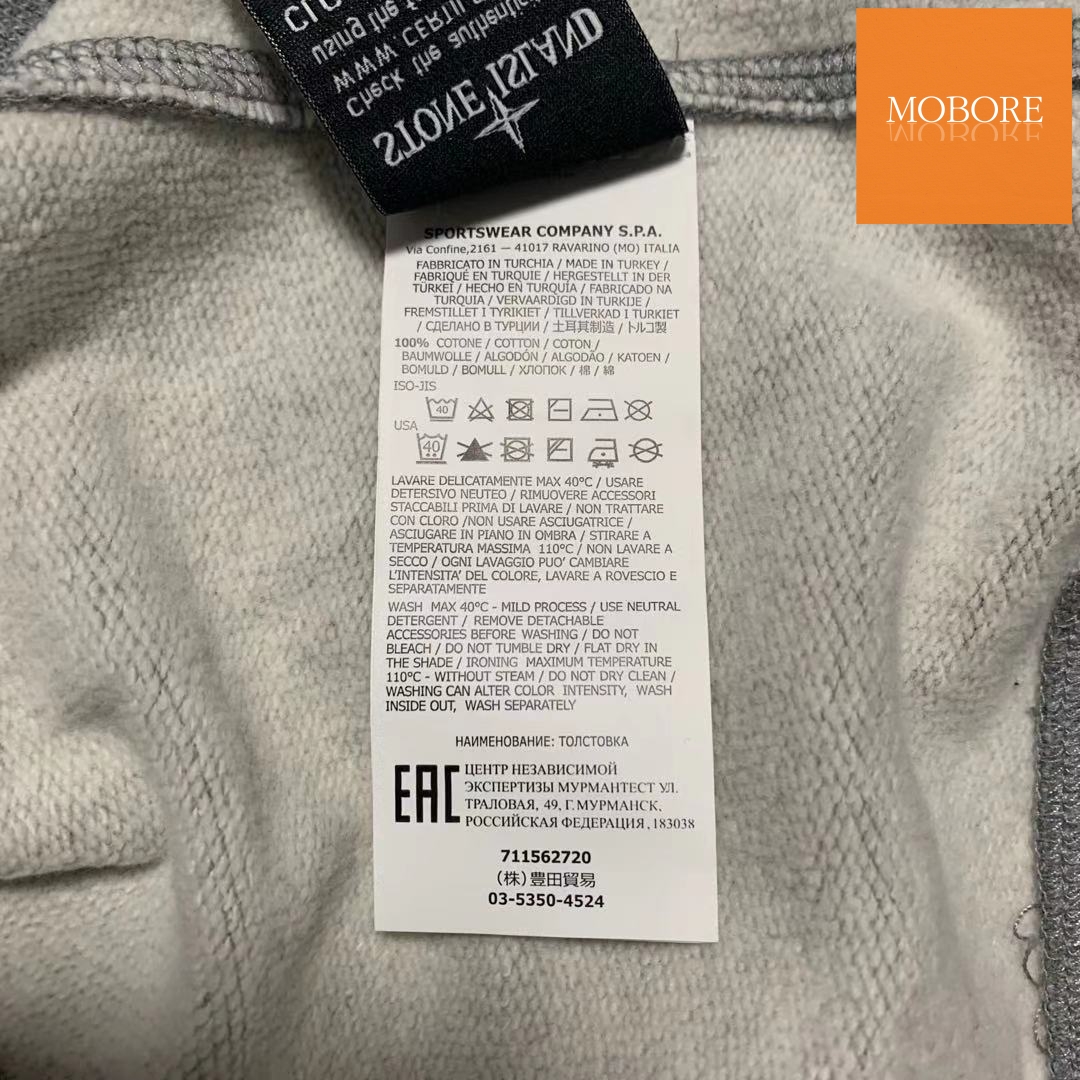 CLO
Using the
WWW CERTIL
Check the authentici
STONE ISLAND
MOBORE
SPORTSWEAR COMPANY S.P.A.
Via Confine,2161 — 41017 RAVARINO (MO) ITALIA
FABBRICATO IN TURCHIA / MADE IN TURKEY /
FABRIQUÉ EN TURQUIE / HERGESTELLT IN DER
TÜRKEI / HECHO EN TURQUÍA / FABRICADO NA
TURQUIA / VERVAARDIGD IN TURKIJE /
FREMSTILLET I TYRKIET / TILLVERKAD I TURKIET
/ СДЕЛАНО В ТУРЦИИ / 土耳其制造 / トルコ製
100% COTONE / COTTON / COTON /
BAUMWOLLE / ALGODÓN / ALGODÃO / KATOEN /
BOMULD / BOMULL / ХЛОПОК / 棉 / 綿
ISO-JIS
40
USA
40
LAVARE DELICATAMENTE MAX 40°C / USARE
DETERSIVO NEUTEO / RIMUOVERE ACCESSORI
STACCABILI PRIMA DI LAVARE / NON TRATTARE
CON CLORO /NON USARE ASCIUGATRICE /
ASCIUGARE IN PIANO IN OMBRA / STIRARE A
TEMPERATURA MASSIMA 110°C / NON LAVARE A
SECCO / OGNI LAVAGGIO PUO' CAMBIARE
L'INTENSITA' DEL COLORE, LAVARE A ROVESCIO E
SEPARATAMENTE
WASH MAX 40°C - MILD PROCESS / USE NEUTRAL
DETERGENT / REMOVE DETACHABLE
ACCESSORIES BEFORE WASHING / DO NOT
BLEACH / DO NOT TUMBLE DRY / FLAT DRY IN
THE SHADE / IRONING MAXIMUM TEMPERATURE
110°C - WITHOUT STEAM / DO NOT DRY CLEAN /
WASHING CAN ALTER COLOR INTENSITY, WASH
INSIDE OUT, WASH SEPARATELY
НАИМЕНОВАНИЕ: ТОЛСТОВКА
EAC
ЦЕНТР НЕЗАВИСИМОЙ
ЭКСПЕРТИЗЫ МУРМАНТЕСТ УЛ.
ТРАЛОВАЯ, 49, Г. МУРМАНСК,
РОССИЙСКАЯ ФЕДЕРАЦИЯ, 183038
711562720
(株)豊田貿易
03-5350-4524